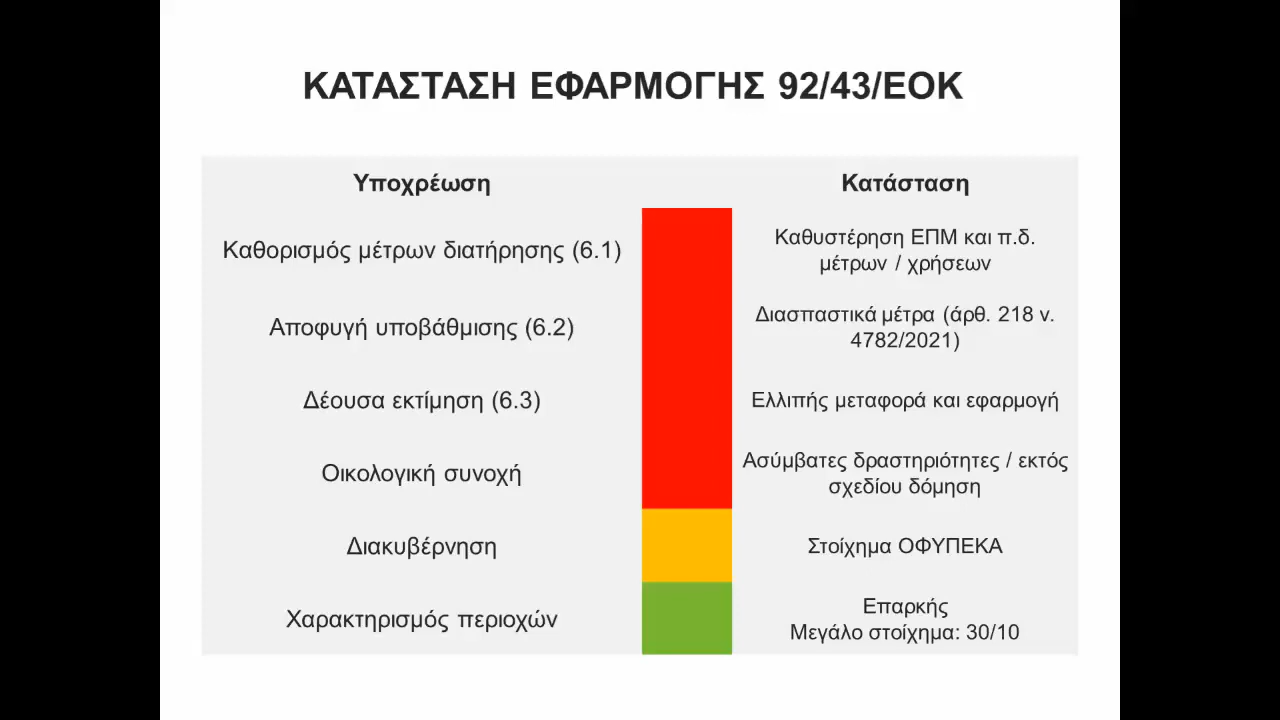 ΚΑΤΑΣΤΑΣΗ ΕΦΑΡΜΟΓΗΣ 92/43/ΕΟΚ
Υποχρέωση
Κατάσταση
Καθορισμός μέτρων διατήρησης (6.1)
Καθυστέρηση ΕΠΜ και π.δ.
μέτρων / χρήσεων
Αποφυγή υποβάθμισης (6.2)
Διασπαστικά μέτρα (άρθ. 218 ν.
4782/2021)
Δέουσα εκτίμηση (6.3)
Ελλιπής μεταφορά και εφαρμογή
Οικολογική συνοχή
Ασύμβατες δραστηριότητες / εκτός
σχεδίου δόμηση
Διακυβέρνηση
Στοίχημα ΟΦΥΠΕΚΑ
Χαρακτηρισμός περιοχών
Επαρκής
Μεγάλο στοίχημα: 30/10